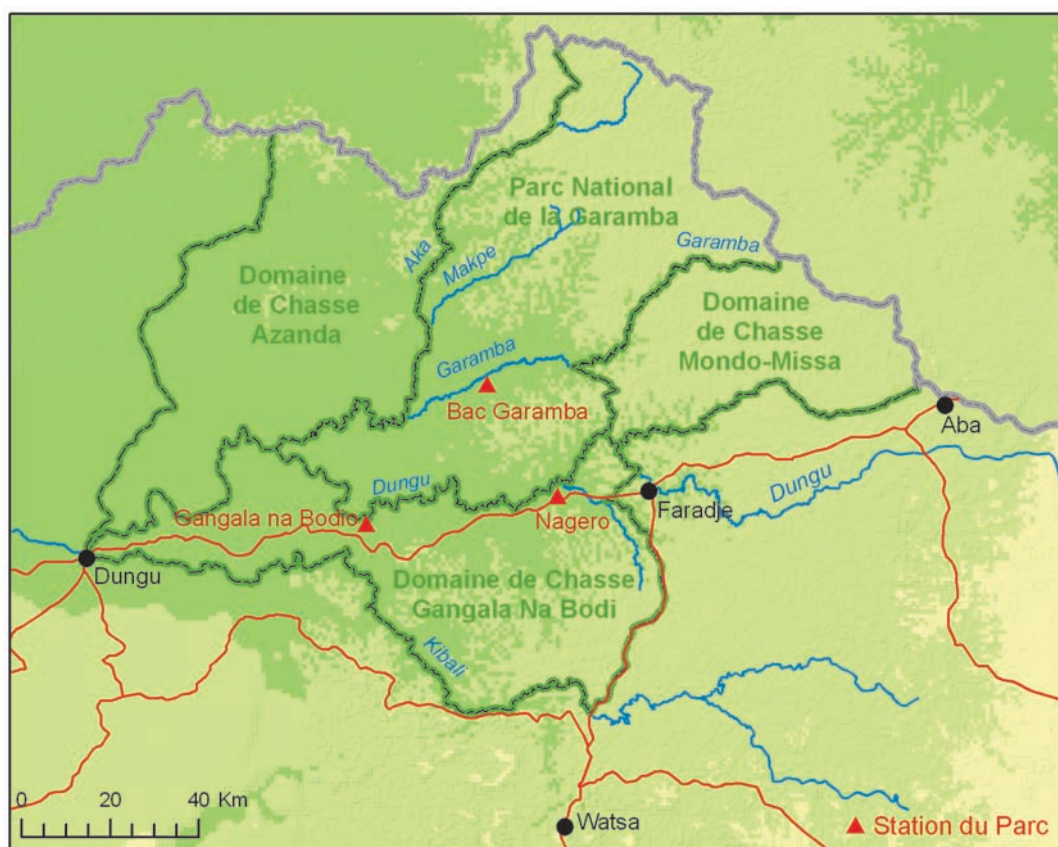 Parc National
de la Garamba
Garamba
Aka
Makpe
Domaine
de Chasse
Azanda
Domaine
de Chasse
Mondo-Missa
Garamba
Bac Garamba
Aba
Dungu
Dungu
Gangala na Bodio
Nagero
Faradje
Dungu
Domaine de Chasse
Gangala Na Bodi
Kibali
0 20 40 Km
Watsa
Station du Parc